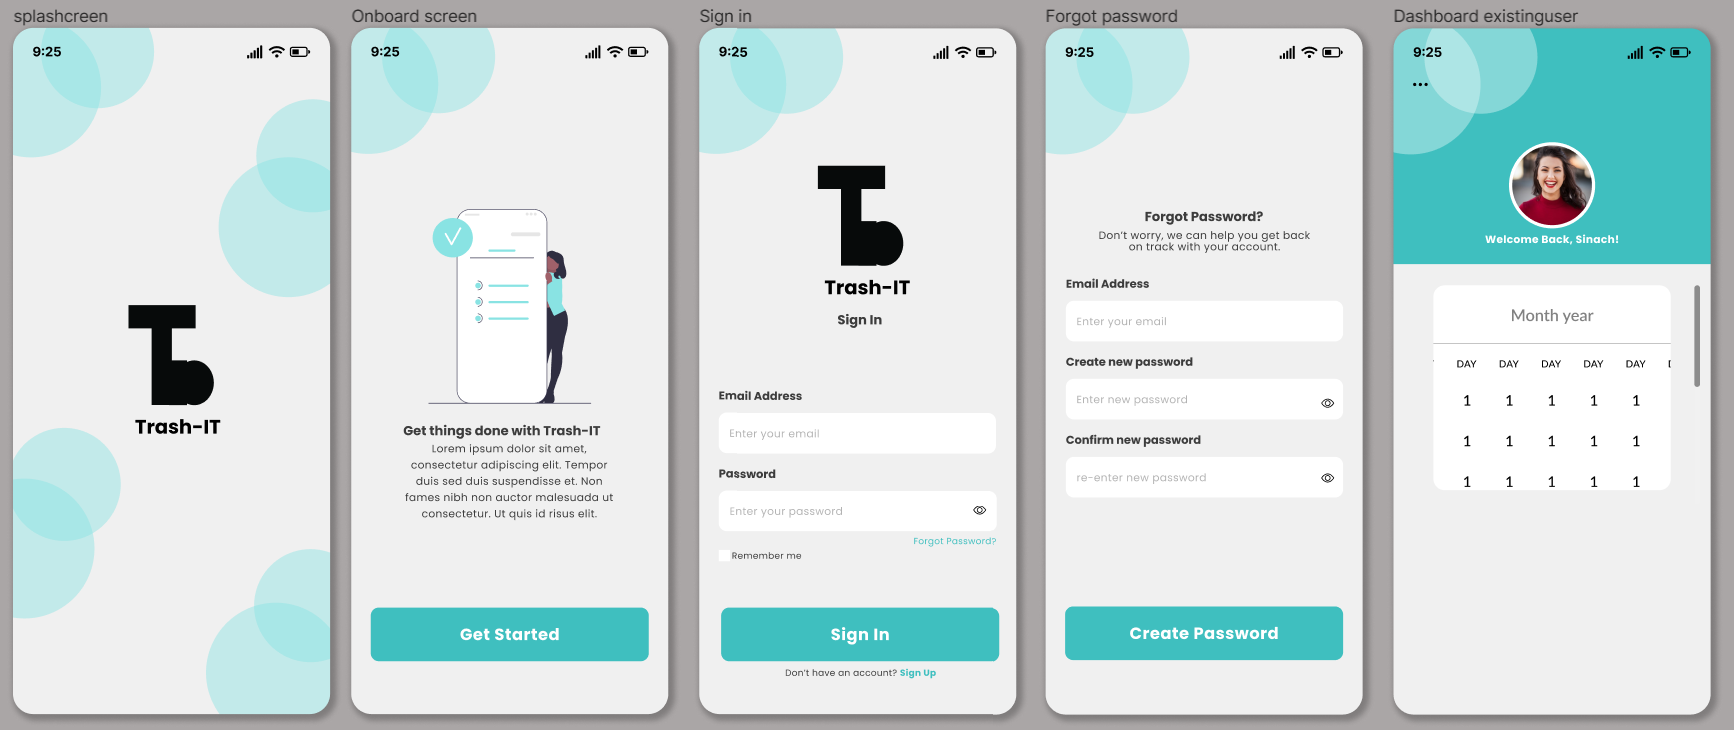 splashcreen
9:25
Trash-IT
Onboard screen
9:25
Get things done with Trash-IT
Lorem ipsum dolor sit amet,
consectetur adipiscing elit. Tempor
duis sed duis suspendisse et. Non
fames nibh non auctor malesuada ut
consectetur. Ut quis id risus elit.
Get Started
Sign in
9:25
Trash-IT
Sign In
Email Address
Enter your email
Password
Enter your password
Forgot Password?
Remember me
Sign In
Don't have an account? Sign Up
Forgot password
9:25
Forgot Password?
Don't worry, we can help you get back
on track with your account.
Email Address
Enter your email
Create new password
Enter new password
Confirm new password
re-enter new password
Create Password
Dashboard existinguser
9:25
Welcome Back, Sinach!
Month year
DAY DAY DAY DAY DAY
1 1 1 1 1
1 1 1 1 1
1 1 1 1 1